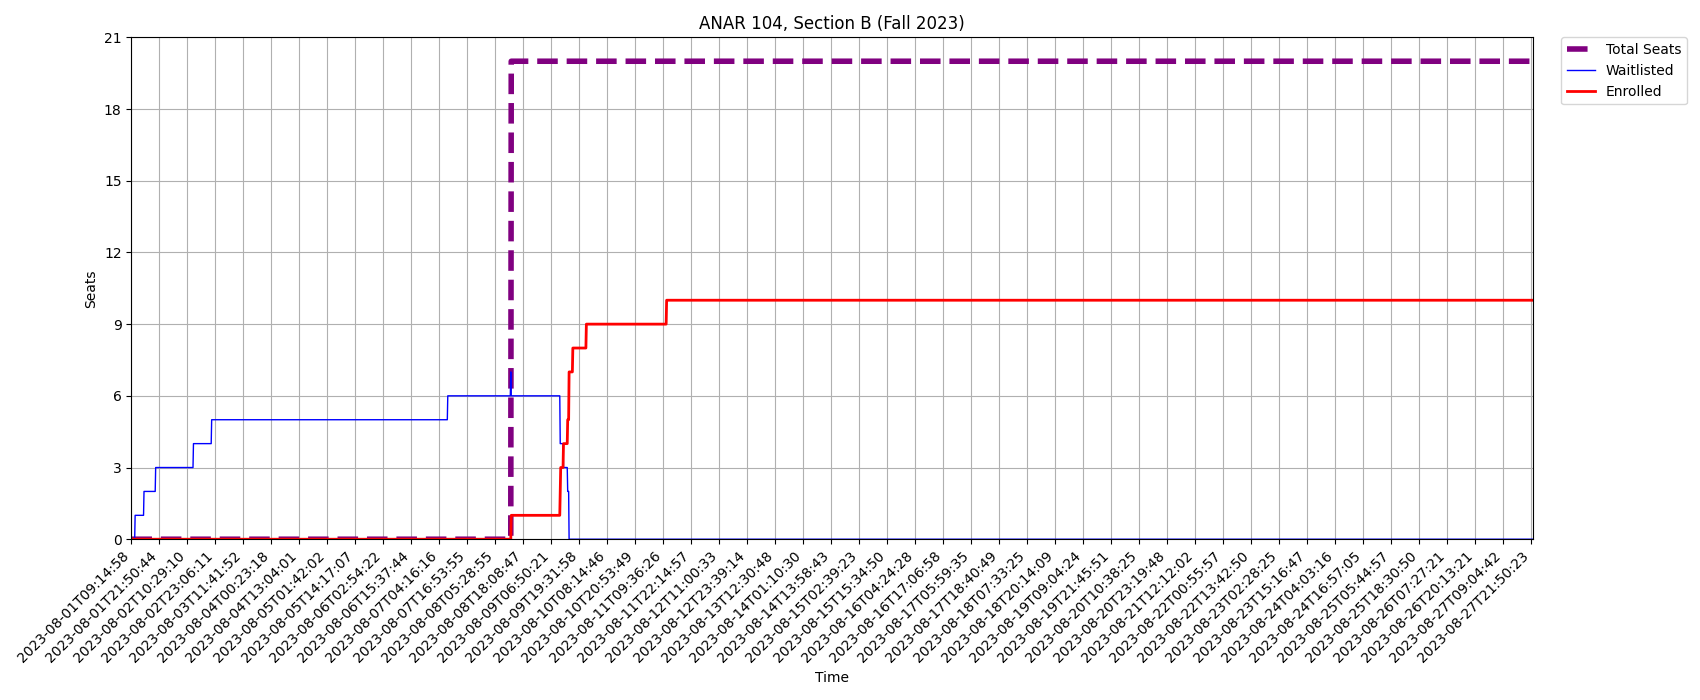 ANAR 104, Section B (Fall 2023)
Total Seats
Waitlisted
Enrolled
21
18
15
12
9
6
3
0
Seats
2023-08-01T09:14:58
2023-08-01T21:50:44
2023-08-02T10:29:10
2023-08-02T23:06:11
2023-08-03T11:41:52
2023-08-04T00:23:18
2023-08-04T13:04:01
2023-08-05T01:42:02
2023-08-05T14:17:07
2023-08-06T02:54:22
2023-08-06T15:37:44
2023-08-07T04:16:16
2023-08-07T16:53:55
2023-08-08T05:28:55
2023-08-08T18:08:47
2023-08-09T06:50:21
2023-08-09T19:31:58
2023-08-10T08:14:46
2023-08-10T20:53:49
2023-08-11T09:36:26
2023-08-11T22:14:57
2023-08-12T11:00:33
2023-08-12T23:39:14
2023-08-13T12:30:48
2023-08-14T01:10:30
2023-08-14T13:58:43
2023-08-15T02:39:23
2023-08-15T15:34:50
2023-08-16T04:24:28
2023-08-16T17:06:58
2023-08-17T05:59:35
2023-08-17T18:40:49
2023-08-18T07:33:25
2023-08-18T20:14:09
2023-08-19T09:04:24
2023-08-19T21:45:51
2023-08-20T10:38:25
2023-08-20T23:19:48
2023-08-21T12:12:02
2023-08-22T00:55:57
2023-08-22T13:42:50
2023-08-23T02:28:25
2023-08-23T15:16:47
2023-08-24T04:03:16
2023-08-24T16:57:05
2023-08-25T05:44:57
2023-08-25T18:30:50
2023-08-26T07:27:21
2023-08-26T20:13:21
2023-08-27T09:04:42
2023-08-27T21:50:23
Time